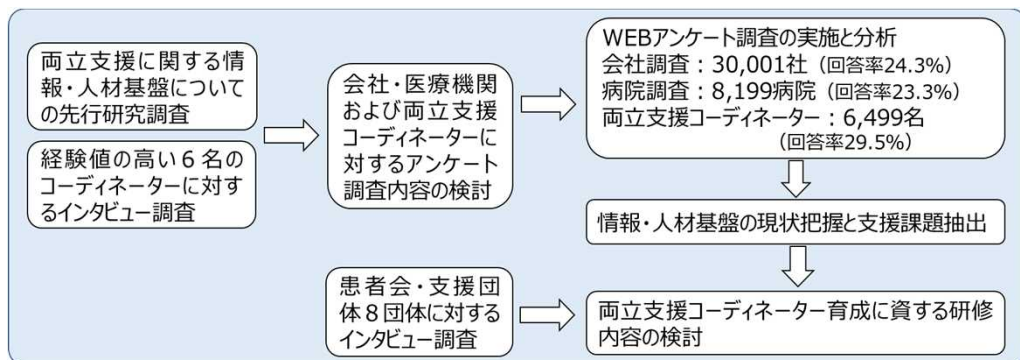 両立支援に関する情
報・人材基盤について
の先行研究調査
経験値の高い６名の
コーディネーターに対す
るインタビュー調査
会社・医療機関
および両立支援
コーディネーターに
対するアンケート
調査内容の検討
WEBアンケート調査の実施と分析
会社調査：30,001社（回答率24.3%）
病院調査：8,199病院（回答率23.3%）
両立支援コーディネーター：6,499名
（回答率29.5%）
情報・人材基盤の現状把握と支援課題抽出
患者会・支援団
体８団体に対する
インタビュー調査
両立支援コーディネーター育成に資する研修
内容の検討